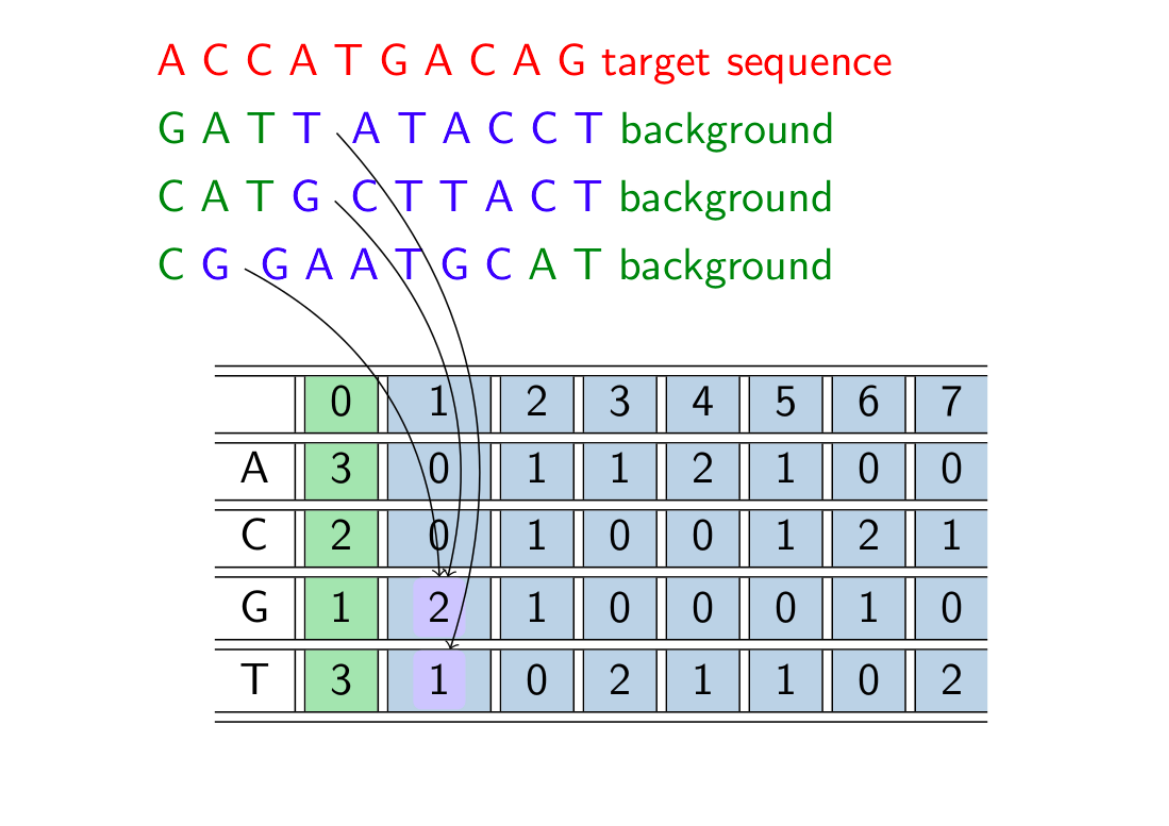 A C C A T G A C A G target sequence
G A T T A T A C C T background
C A T G C T T A C T background
C G G A A T G C A T background
0 1 2 3 4 5 6 7
A 3 0 1 1 2 1 0 0
C 2 0 1 0 0 1 2 1
G 1 2 1 0 0 0 1 0
T 3 1 0 2 1 1 0 2